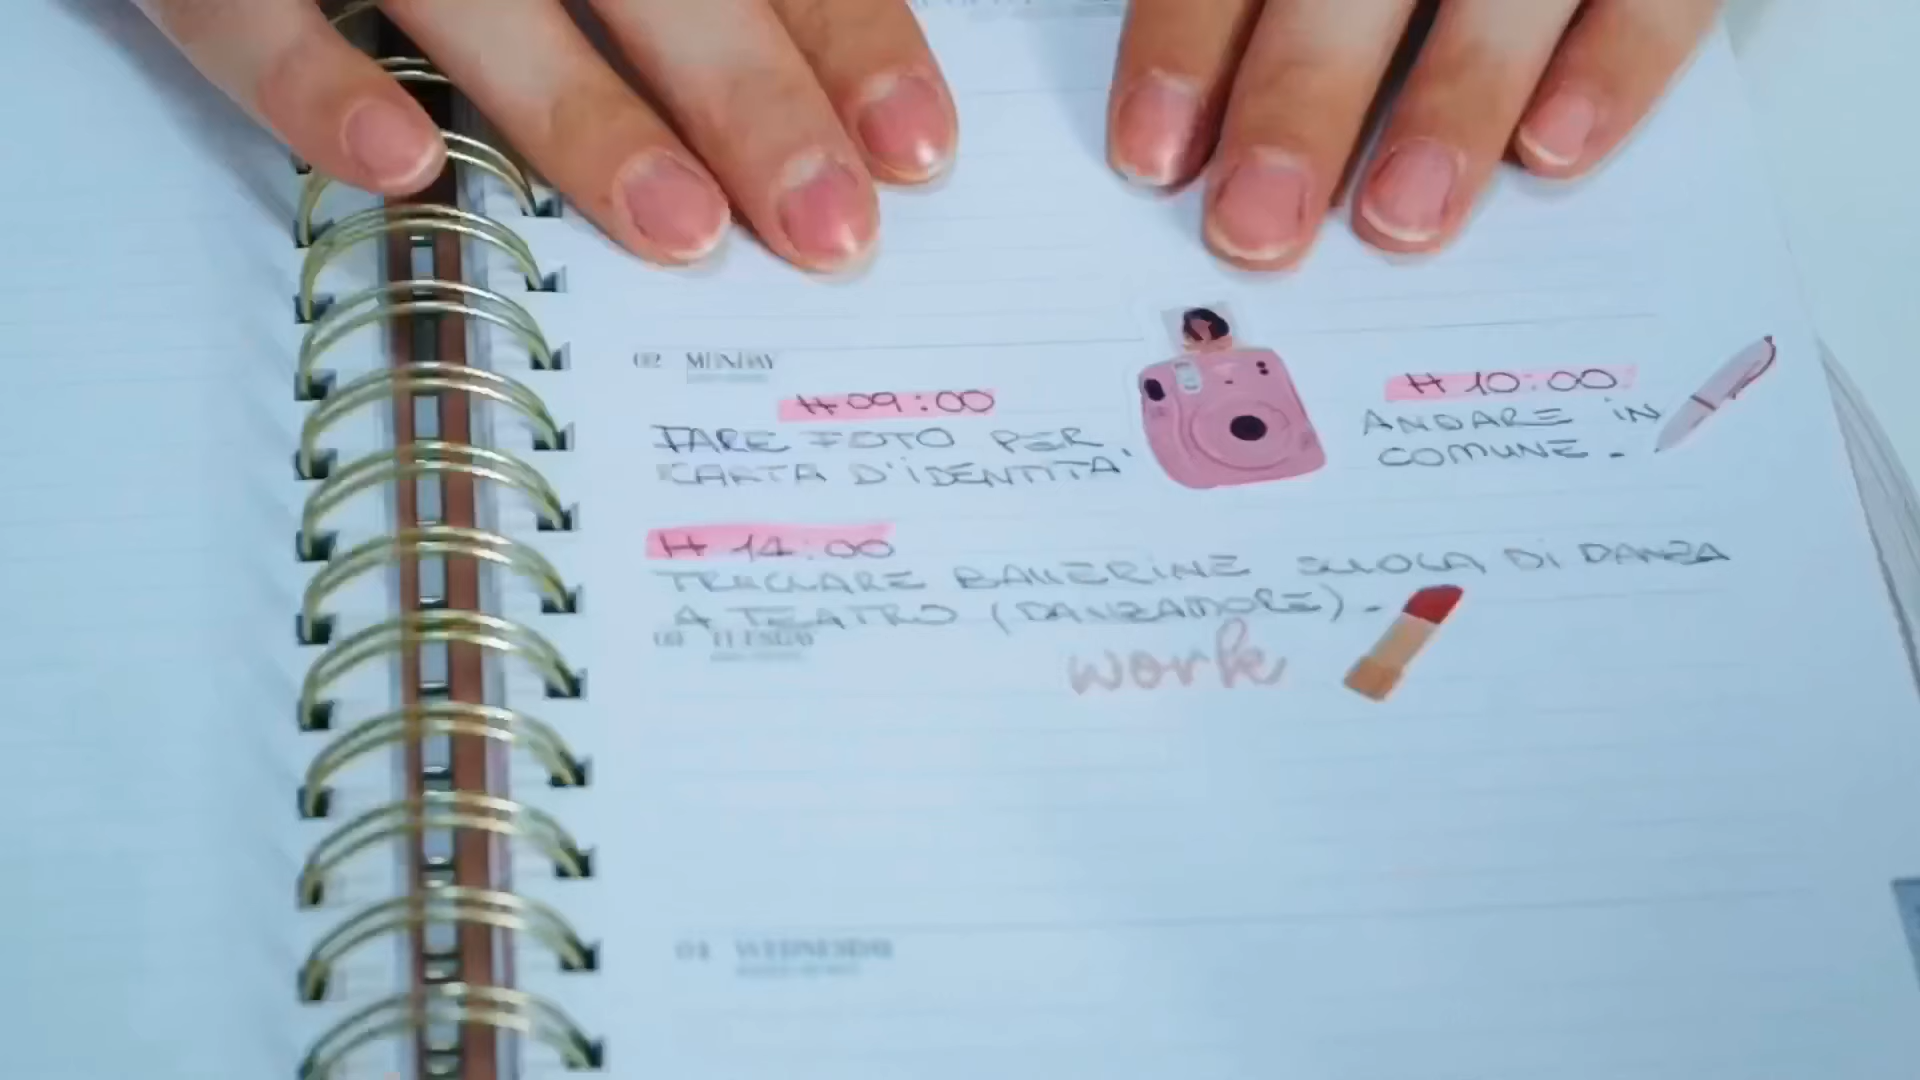 02 MONDAY
H 09:00
FARE FOTO PER
CARTA D'IDENTITA'
H 10:00
ANDARE IN
COMUNE.
H 14:00
TRUCCARE BALLERINE SCUOLA DI DANZA
A TEATRO (DANZAMORE).
03 TUESDAY
work
04 WEDNESDAY